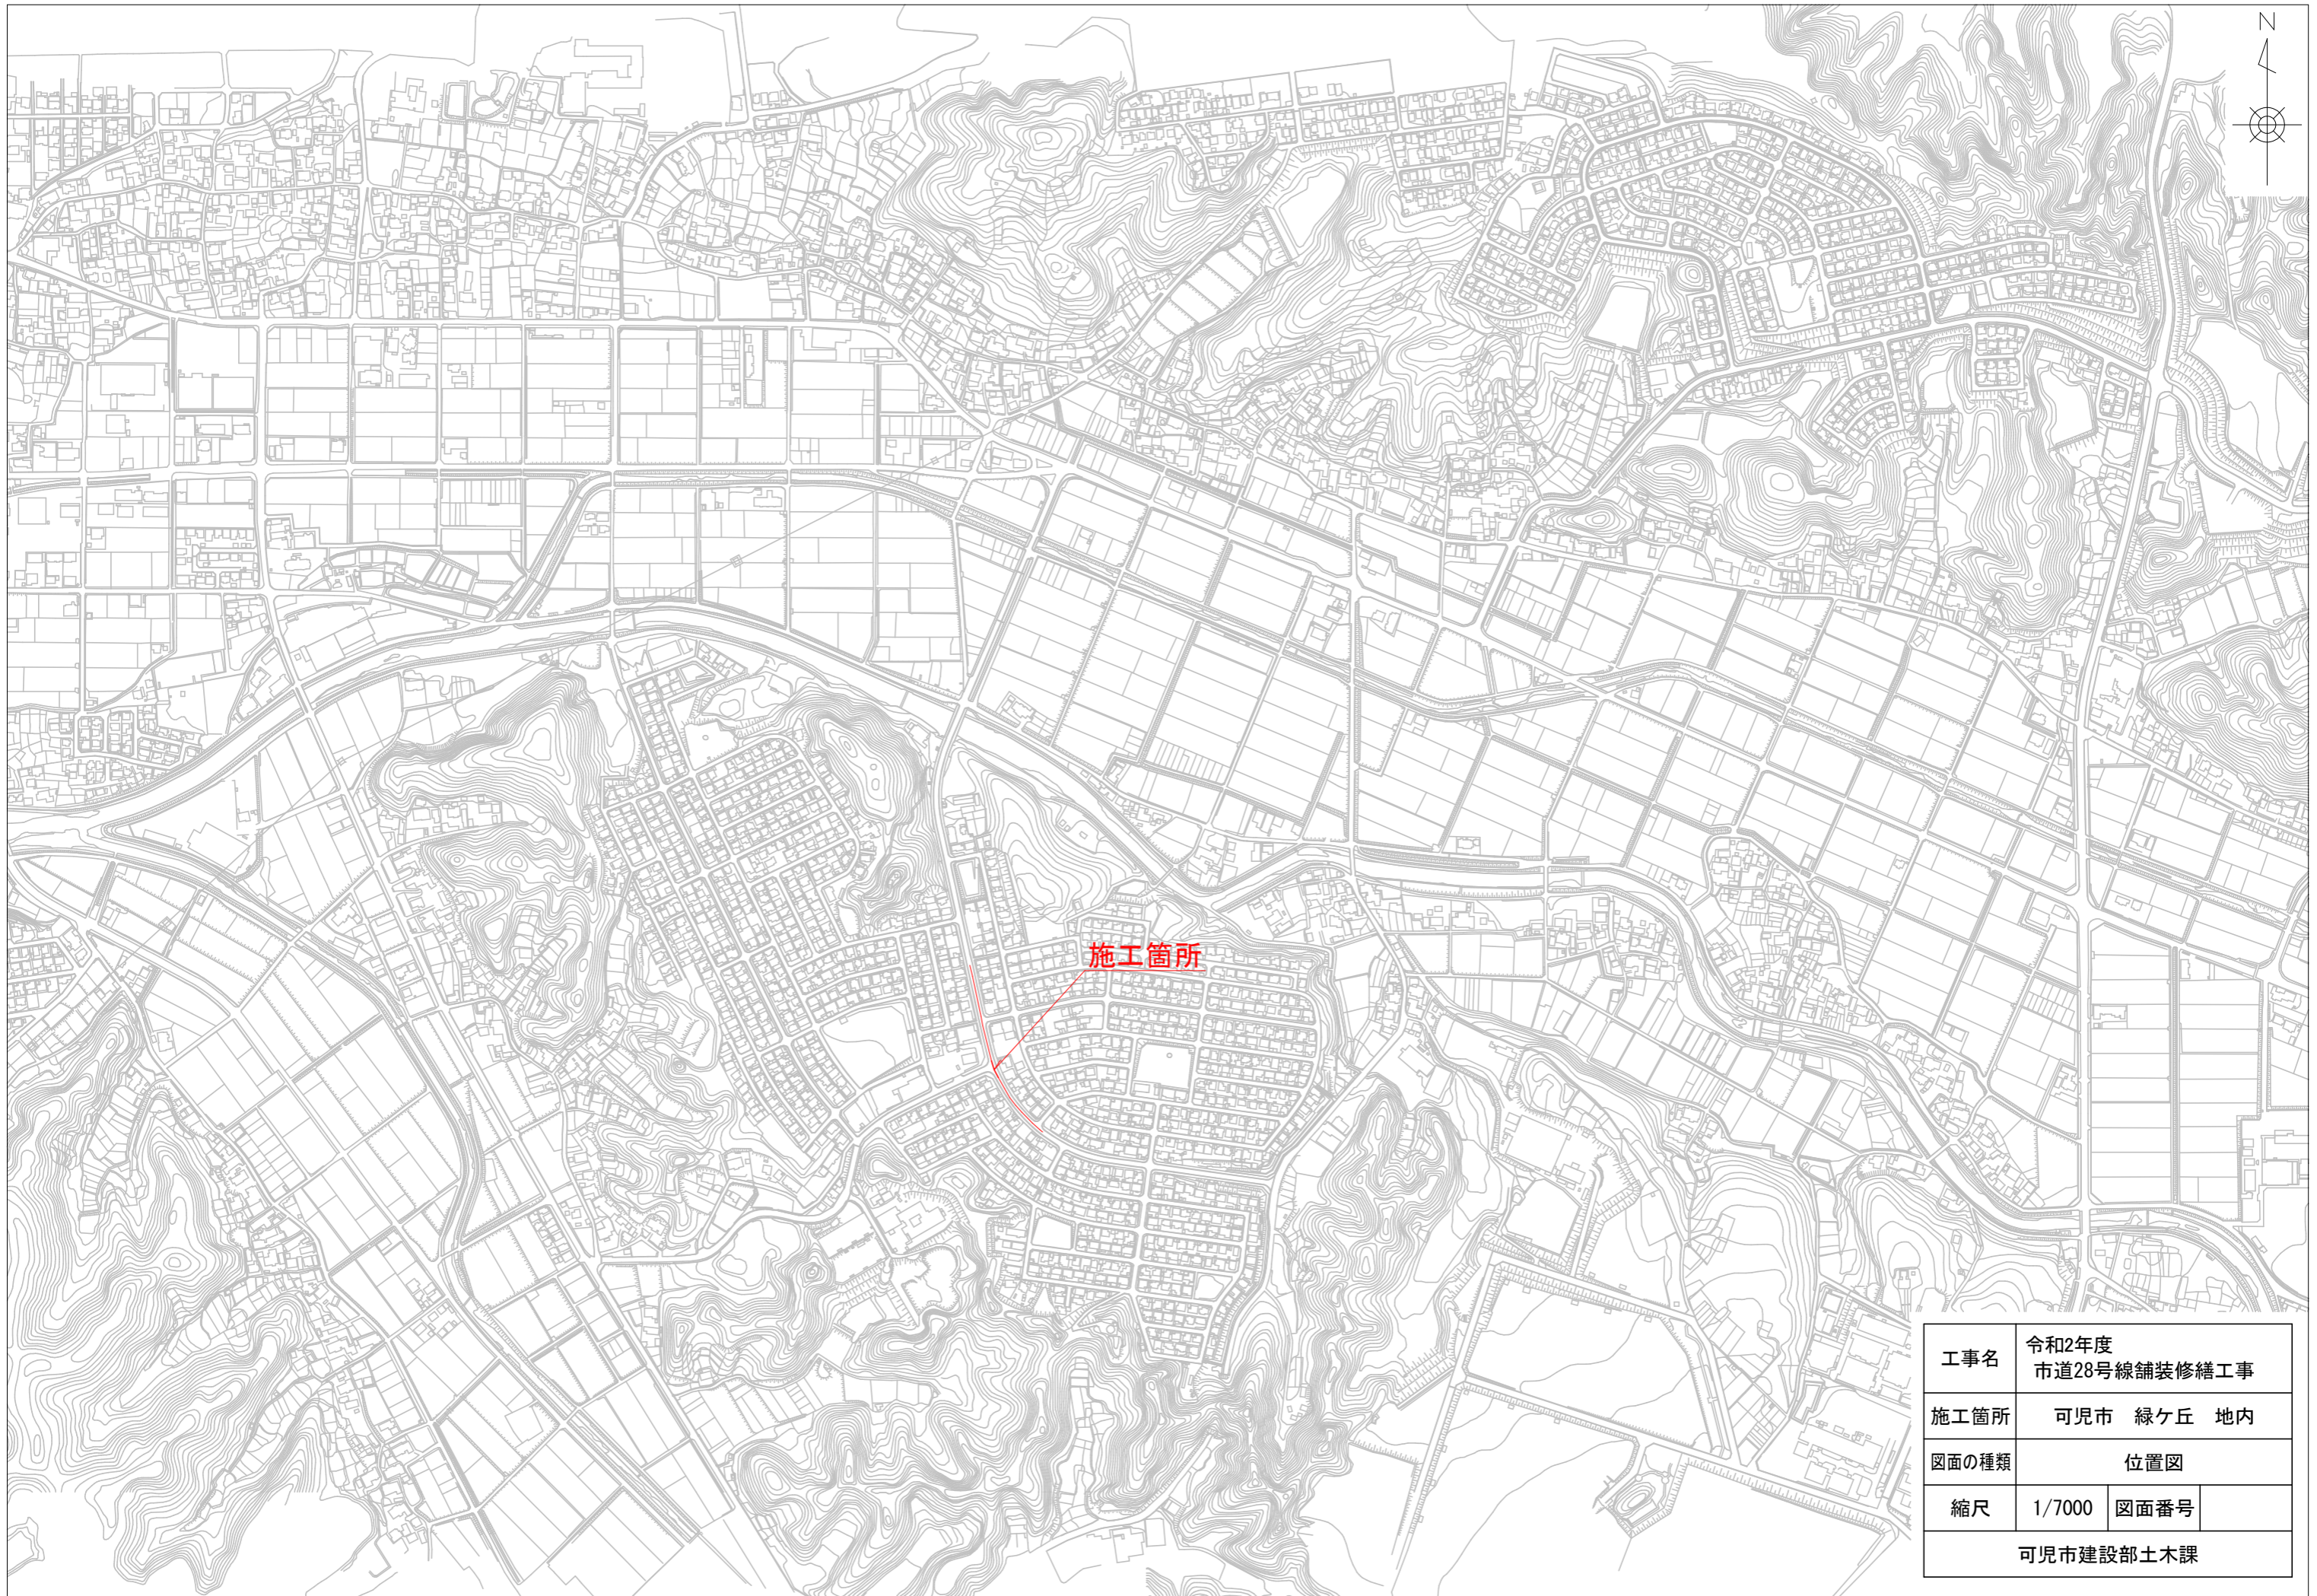 N
施工箇所
工事名 令和2年度
市道28号線舗装修繕工事
施工箇所 可児市 緑ケ丘 地内
図面の種類 位置図
縮尺 1/7000 図面番号
可児市建設部土木課